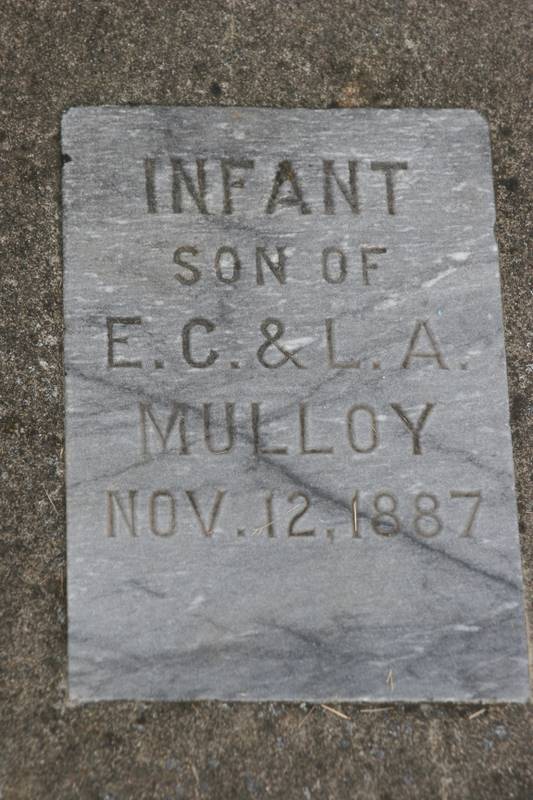 INFANT
SON OF
E. C. & L. A.
MULLOY
NOV. 12, 1887